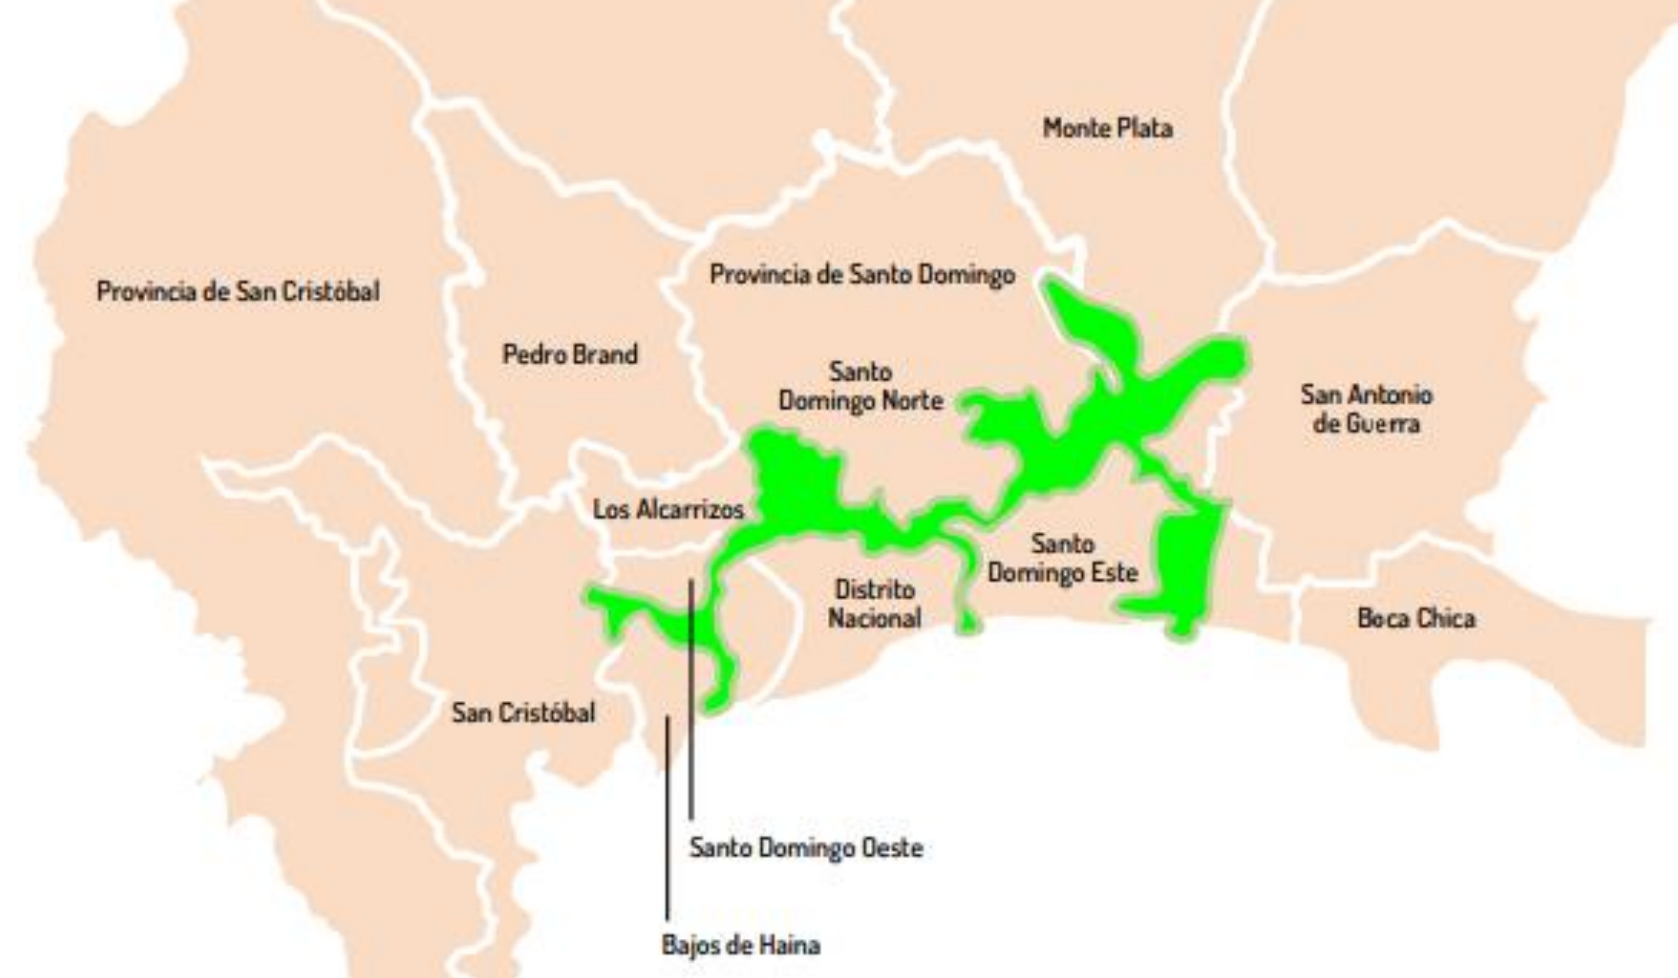 Monte Plata
Provincia de Santo Domingo
Provincia de San Cristóbal
Pedro Brand
Santo
Domingo Norte
San Antonio
de Guerra
Los Alcarrizos
Santo
Domingo Este
Distrito
Nacional
Boca Chica
San Cristóbal
Santo Domingo Oeste
Bajos de Haina